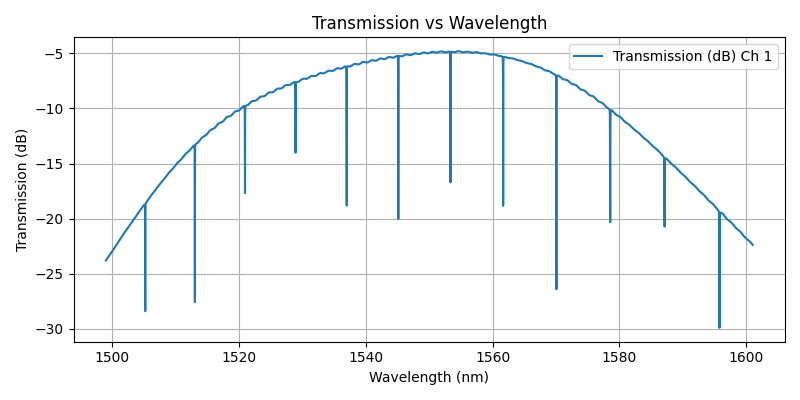 Transmission vs Wavelength
Transmission (dB) Ch 1
Transmission (dB)
−5
−10
−15
−20
−25
−30
1500 1520 1540 1560 1580 1600
Wavelength (nm)